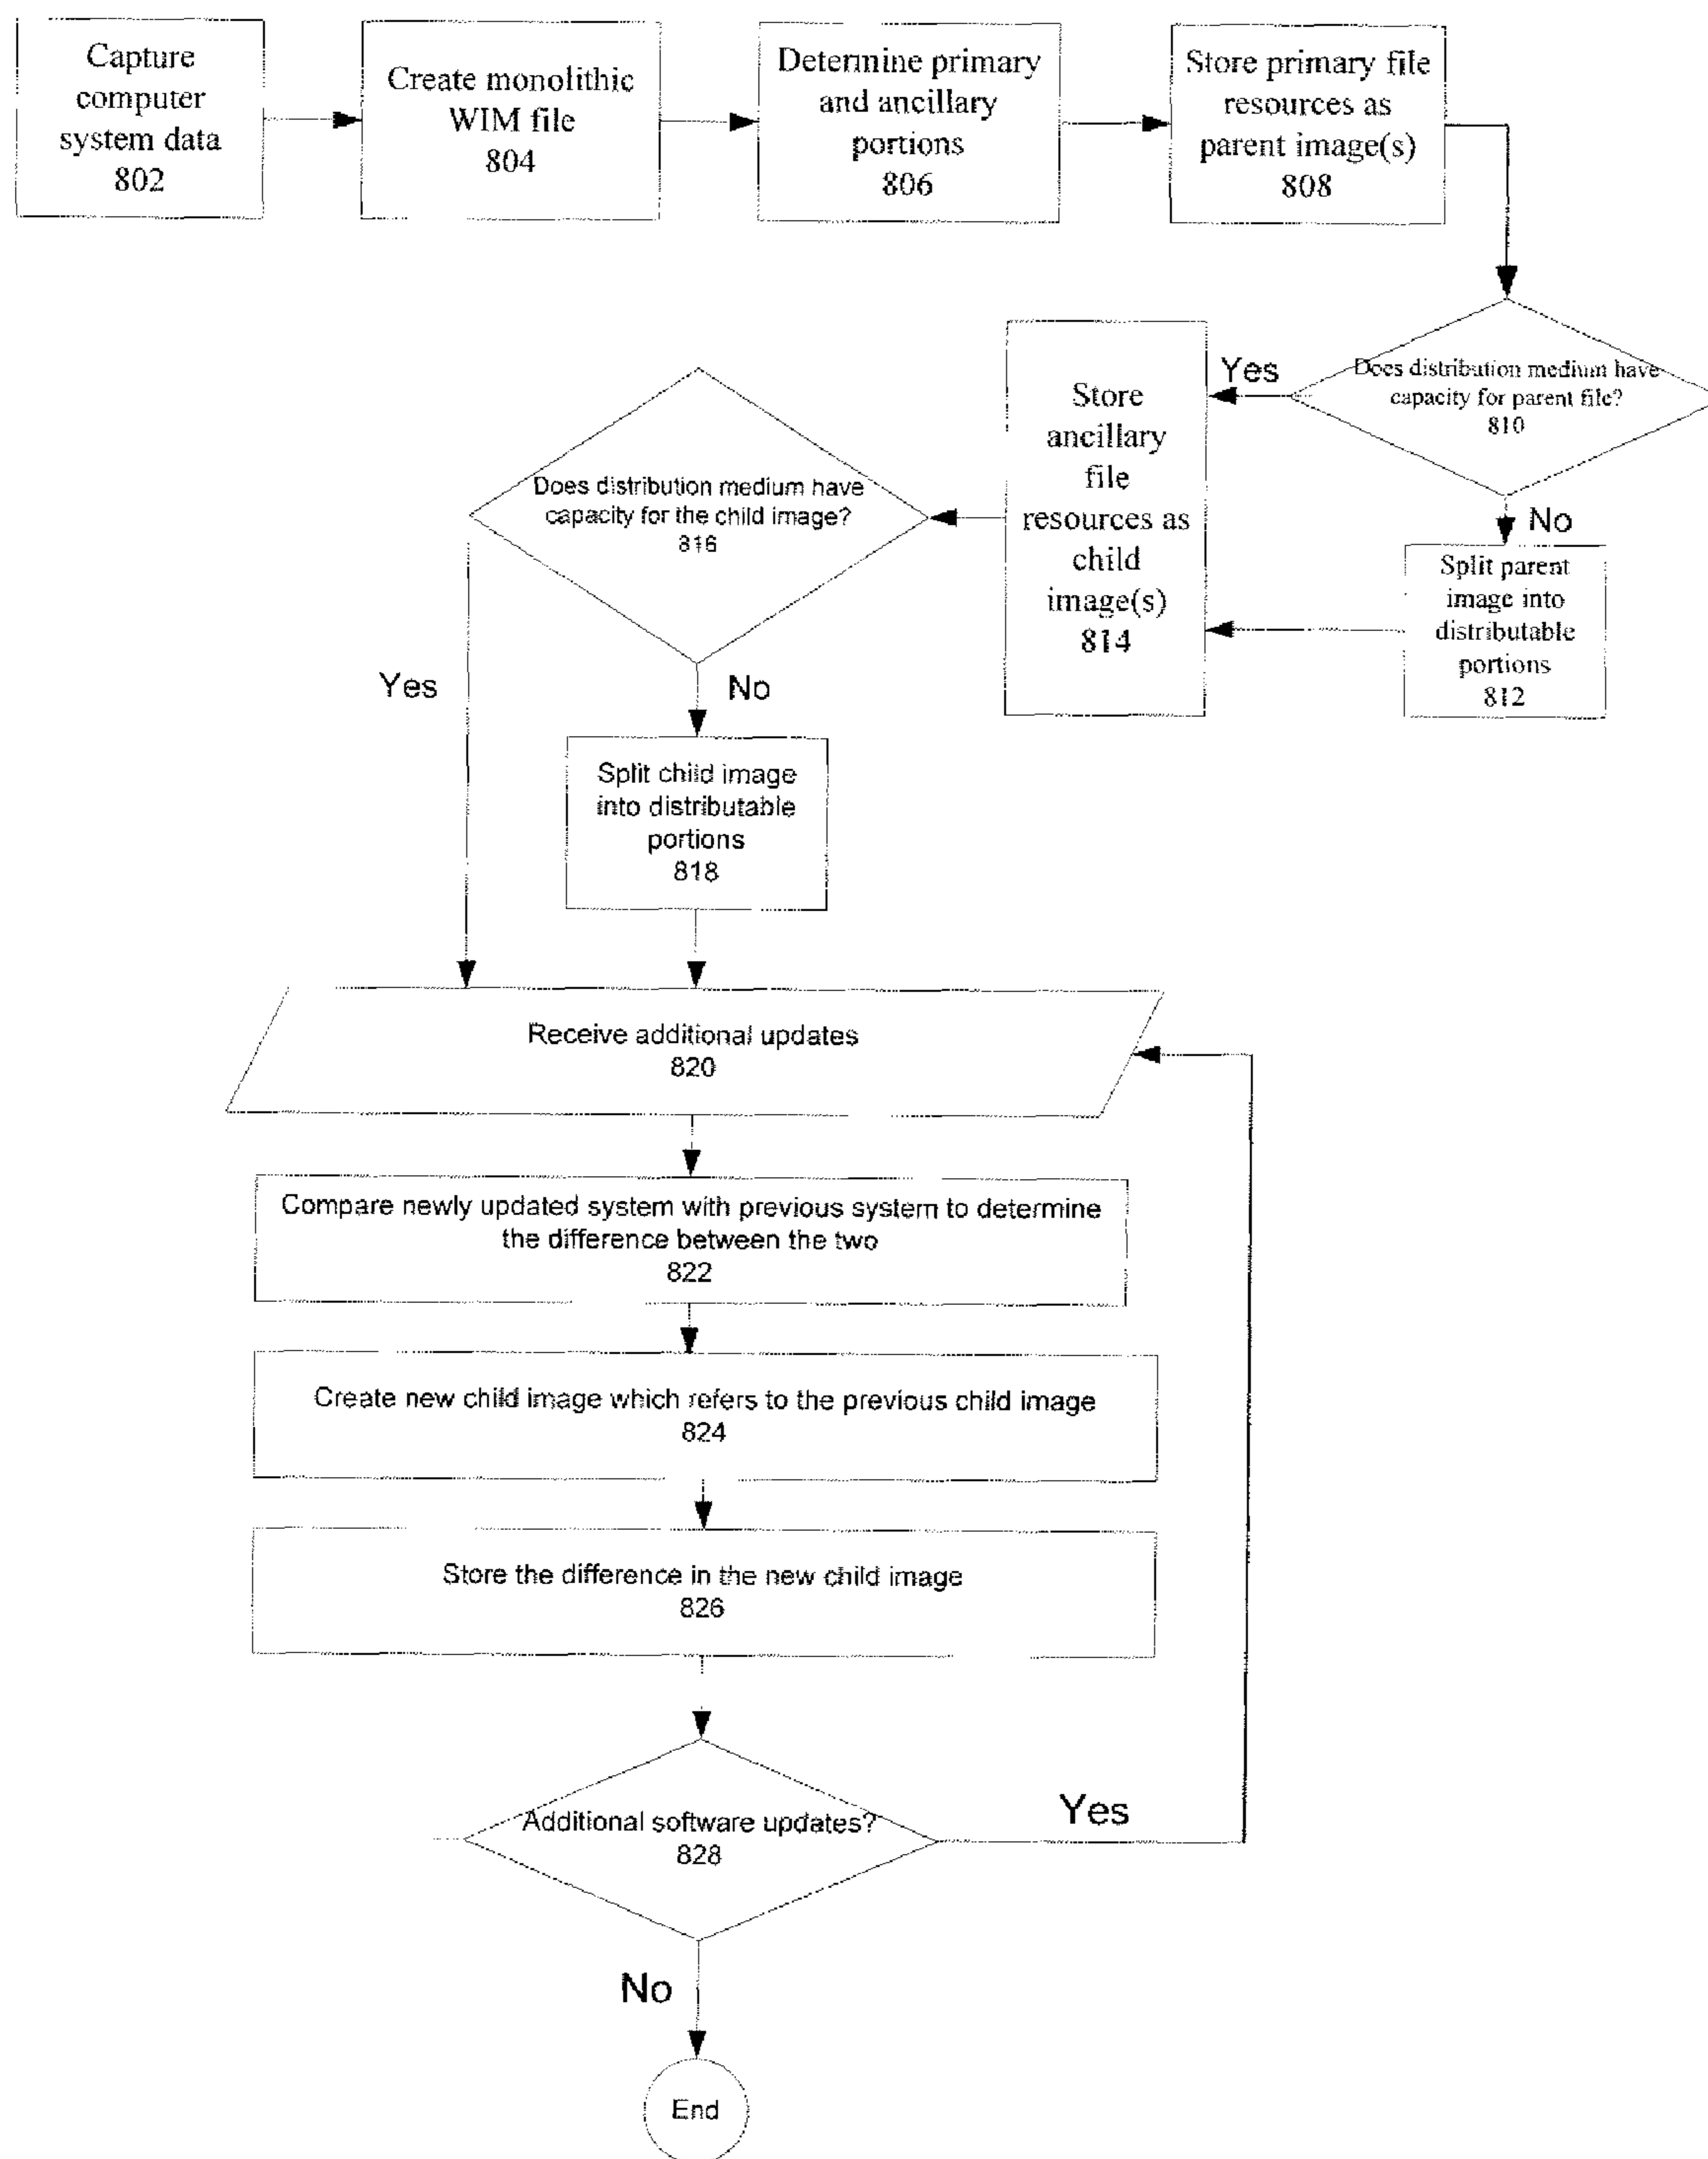 Capture
computer
system data
802
Create monolithic
WIM file
804
Determine primary
and ancillary
portions
806
Store primary file
resources as
parent image(s)
808
Does distribution medium have
capacity for parent file?
810
Yes
No
Split parent
image into
distributable
portions
812
Store
ancillary
file
resources as
child
image(s)
814
Does distribution medium have
capacity for the child image?
816
Yes
No
Split child image
into distributable
portions
818
Receive additional updates
820
Compare newly updated system with previous system to determine
the difference between the two
822
Create new child image which refers to the previous child image
824
Store the difference in the new child image
826
Additional software updates?
828
Yes
No
End